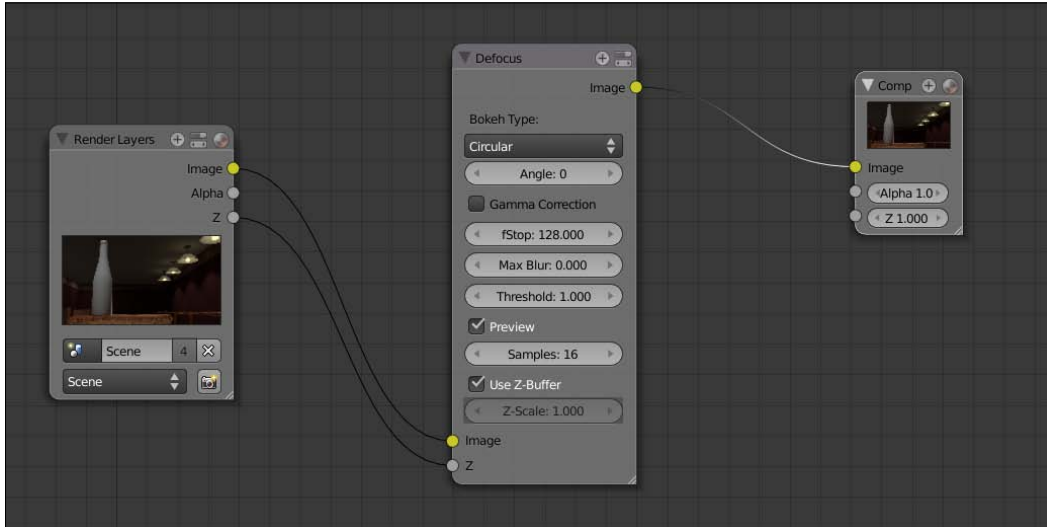 Render Layers
Image
Alpha
Z
Scene 4
Scene
Defocus
Image
Bokeh Type:
Circular
Angle: 0
Gamma Correction
fStop: 128.000
Max Blur: 0.000
Threshold: 1.000
Preview
Samples: 16
Use Z-Buffer
Z-Scale: 1.000
Image
Z
Comp
Image
Alpha 1.0
Z 1.000